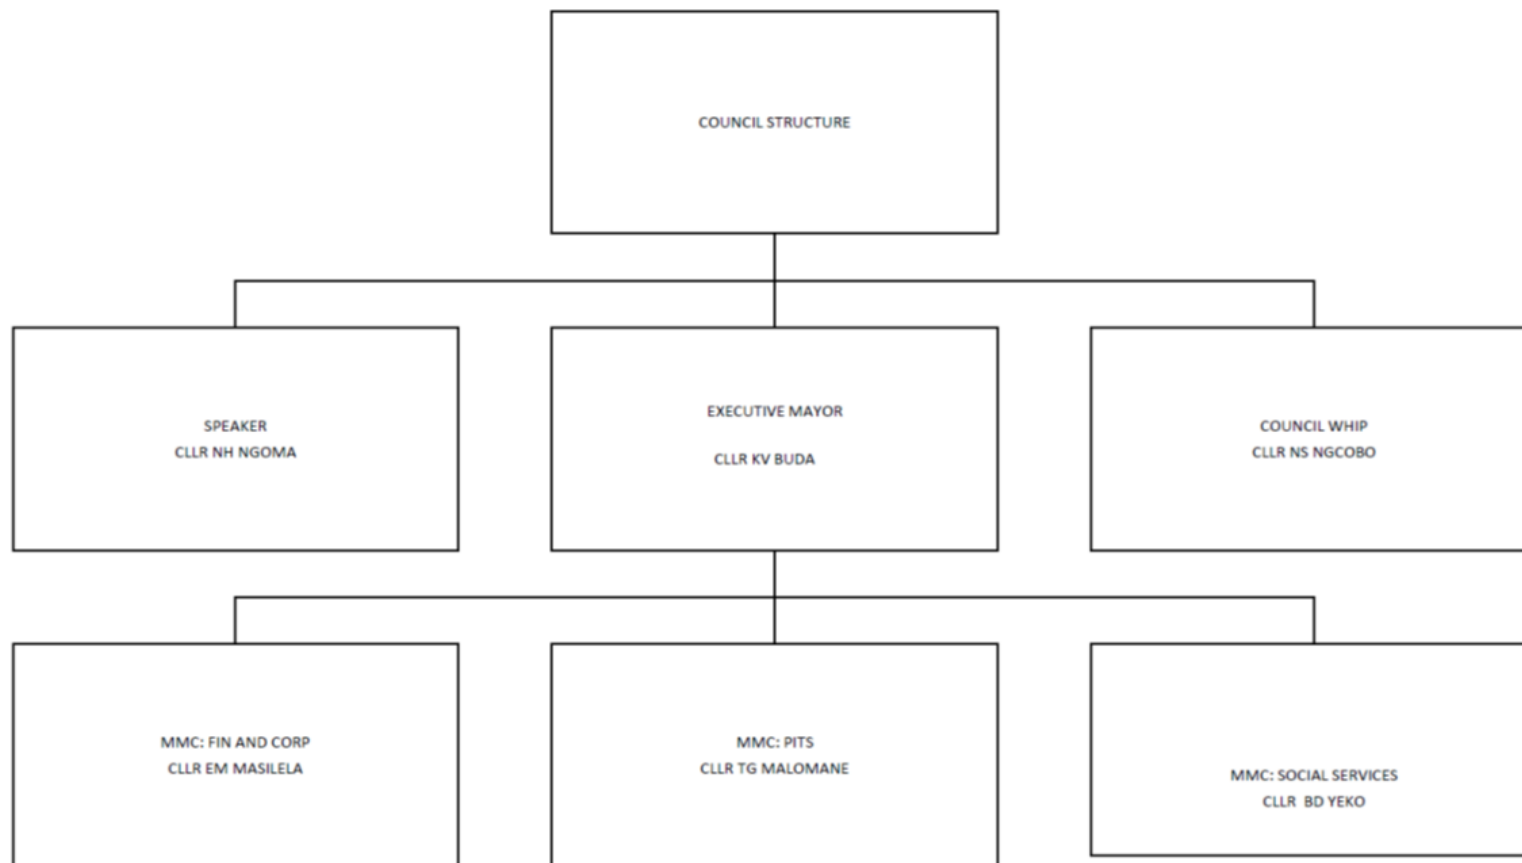 COUNCIL STRUCTURE
SPEAKER
CLLR NH NGOMA
EXECUTIVE MAYOR
CLLR KV BUDA
COUNCIL WHIP
CLLR NS NGCOBO
MMC: FIN AND CORP
CLLR EM MASILELA
MMC: PITS
CLLR TG MALOMANE
MMC: SOCIAL SERVICES
CLLR BD YEKO